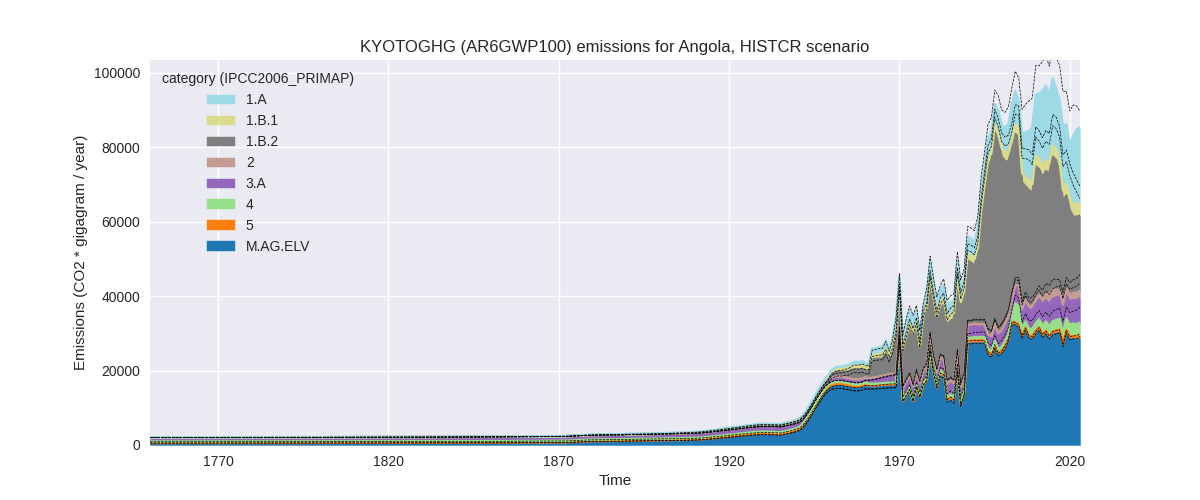 KYOTOGHG (AR6GWP100) emissions for Angola, HISTCR scenario
100000
80000
60000
40000
20000
0
Emissions (CO2 * gigagram / year)
category (IPCC2006_PRIMAP)
1.A
1.B.1
1.B.2
2
3.A
4
5
M.AG.ELV
1770
1820
1870
1920
1970
2020
Time